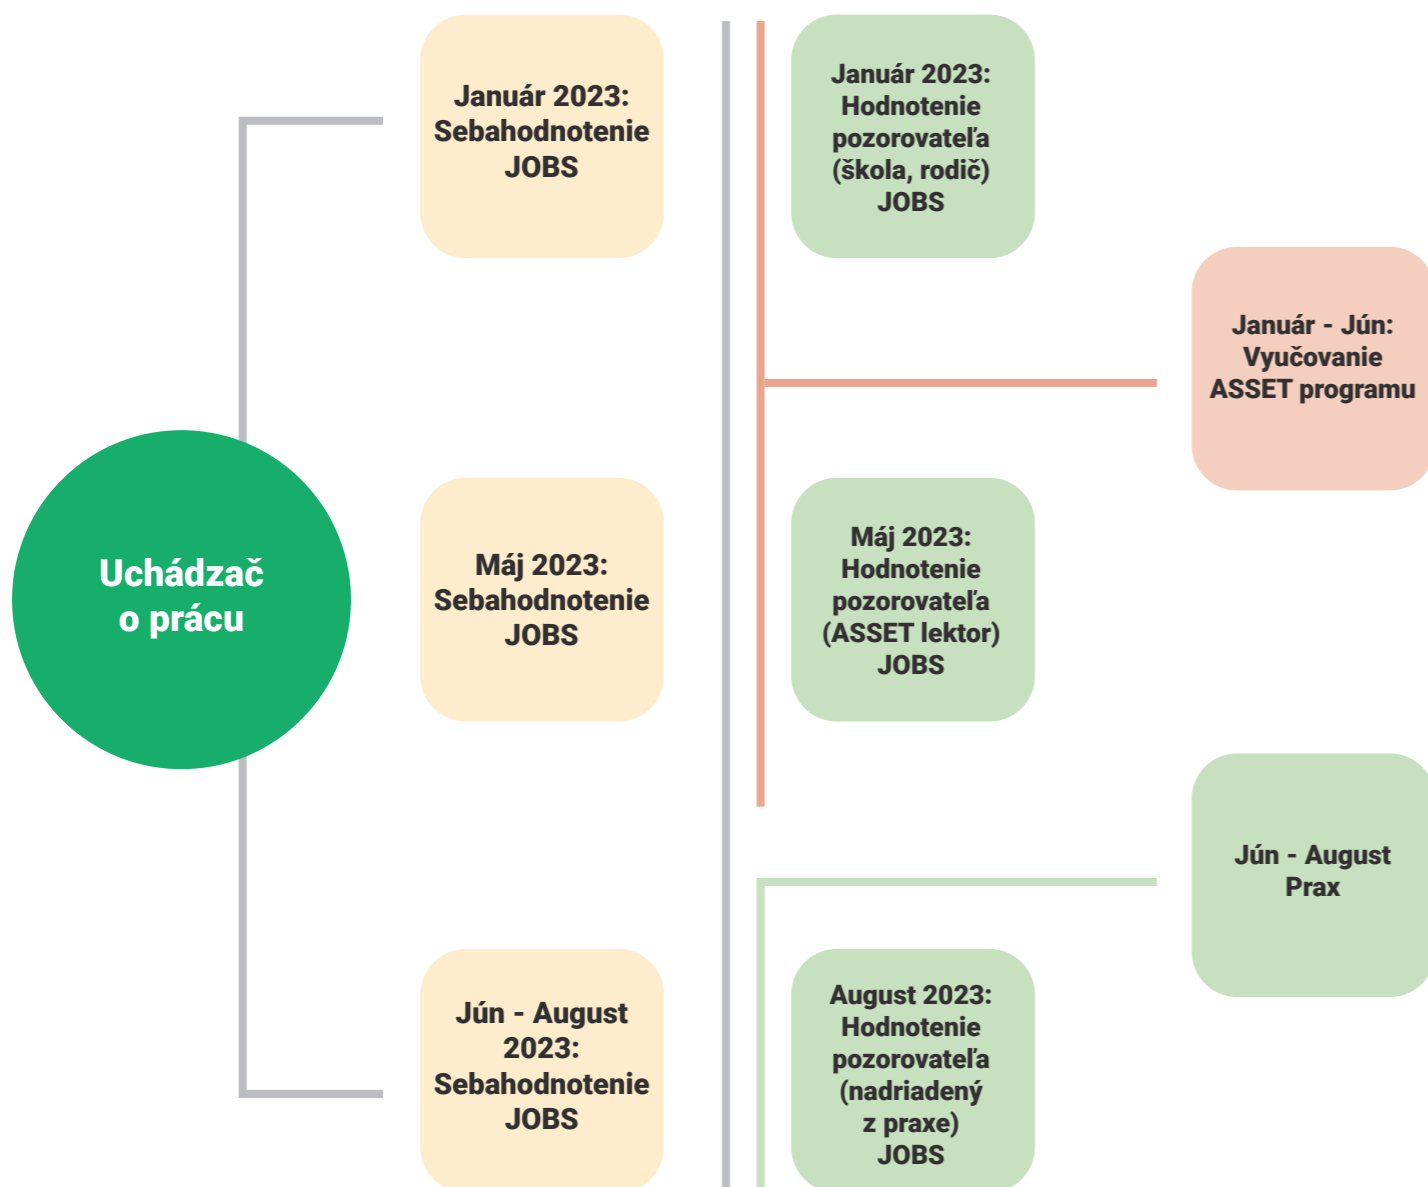 Január 2023:
Sebahodnotenie
JOBS
Január 2023:
Hodnotenie
pozorovateľa
(škola, rodič)
JOBS
Január - Jún:
Vyučovanie
ASSET programu
Uchádzač
o prácu
Máj 2023:
Sebahodnotenie
JOBS
Máj 2023:
Hodnotenie
pozorovateľa
(ASSET lektor)
JOBS
Jún - August
Prax
Jún - August
2023:
Sebahodnotenie
JOBS
August 2023:
Hodnotenie
pozorovateľa
(nadriadený
z praxe)
JOBS